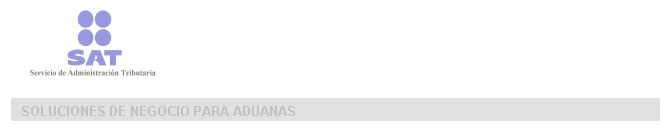 SAT
Servicio de Administración Tributaria
SOLUCIONES DE NEGOCIO PARA ADUANAS